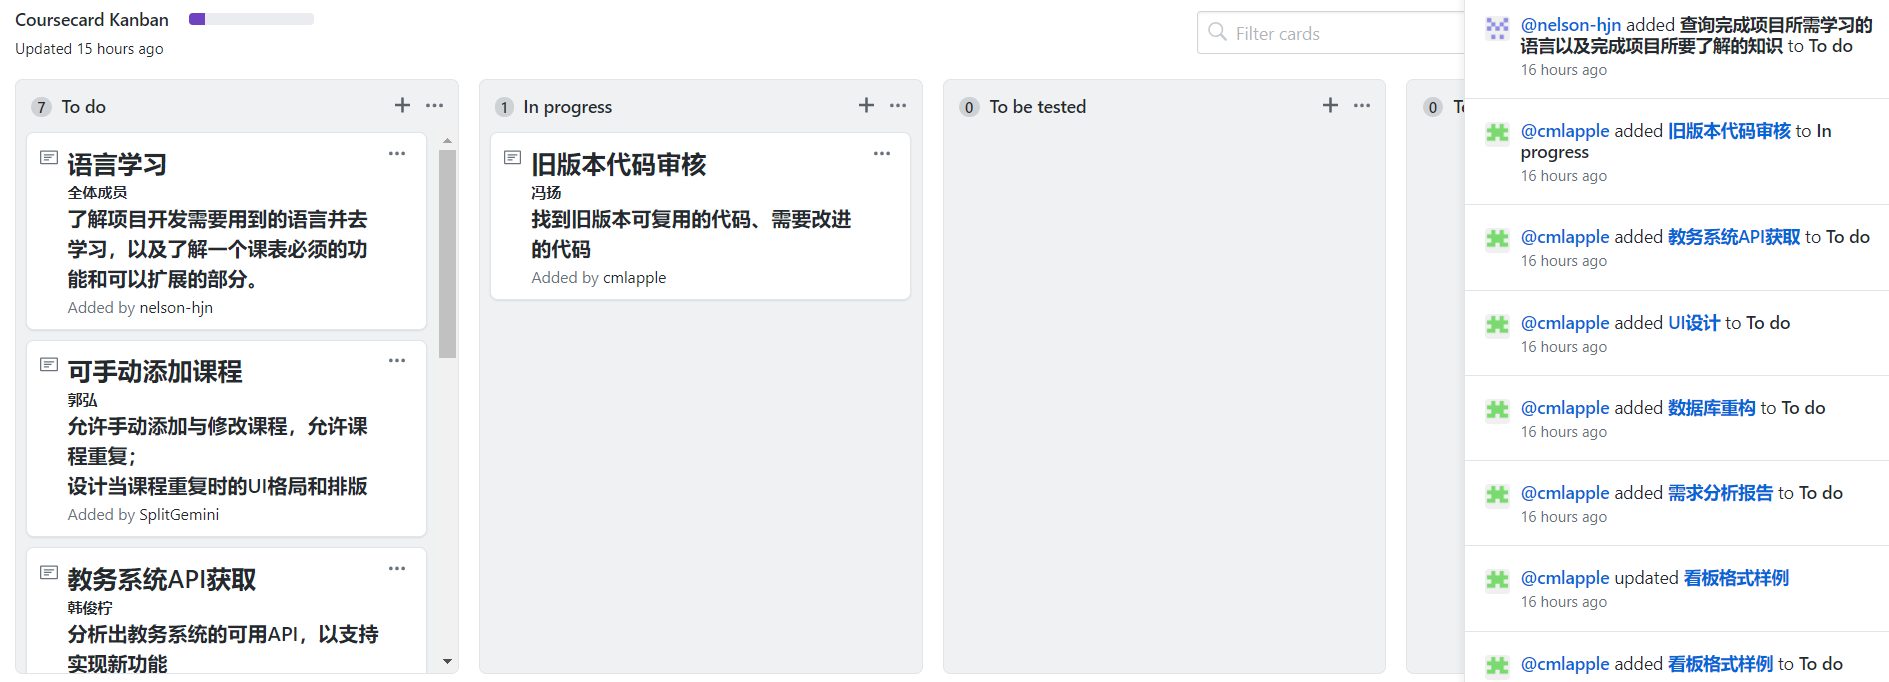 Coursecard Kanban
Updated 15 hours ago
Filter cards
7 To do
语言学习
全体成员
了解项目开发需要用到的语言并去
学习，以及了解一个课表必须的功
能和可以扩展的部分。
Added by nelson-hjn
可手动添加课程
郭弘
允许手动添加与修改课程，允许课
程重复；
设计当课程重复时的UI格局和排版
Added by SplitGemini
教务系统API获取
韩俊柠
分析出教务系统的可用API，以支持
实现新功能
1 In progress
旧版本代码审核
冯扬
找到旧版本可复用的代码、需要改进
的代码
Added by cmlapple
0 To be tested
0
@nelson-hjn added 查询完成项目所需学习的
语言以及完成项目所要了解的知识 to To do
16 hours ago
@cmlapple added 旧版本代码审核 to In
progress
16 hours ago
@cmlapple added 教务系统API获取 to To do
16 hours ago
@cmlapple added UI设计 to To do
16 hours ago
@cmlapple added 数据库重构 to To do
16 hours ago
@cmlapple added 需求分析报告 to To do
16 hours ago
@cmlapple updated 看板格式样例
16 hours ago
@cmlapple added 看板格式样例 to To do